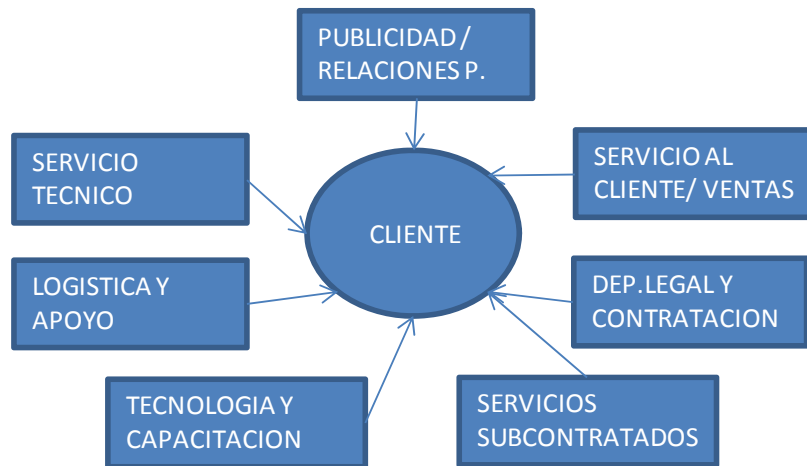 PUBLICIDAD /
RELACIONES P.
SERVICIO
TECNICO
SERVICIO AL
CLIENTE/ VENTAS
CLIENTE
LOGISTICA Y
APOYO
DEP.LEGAL Y
CONTRATACION
TECNOLOGIA Y
CAPACITACION
SERVICIOS
SUBCONTRATADOS